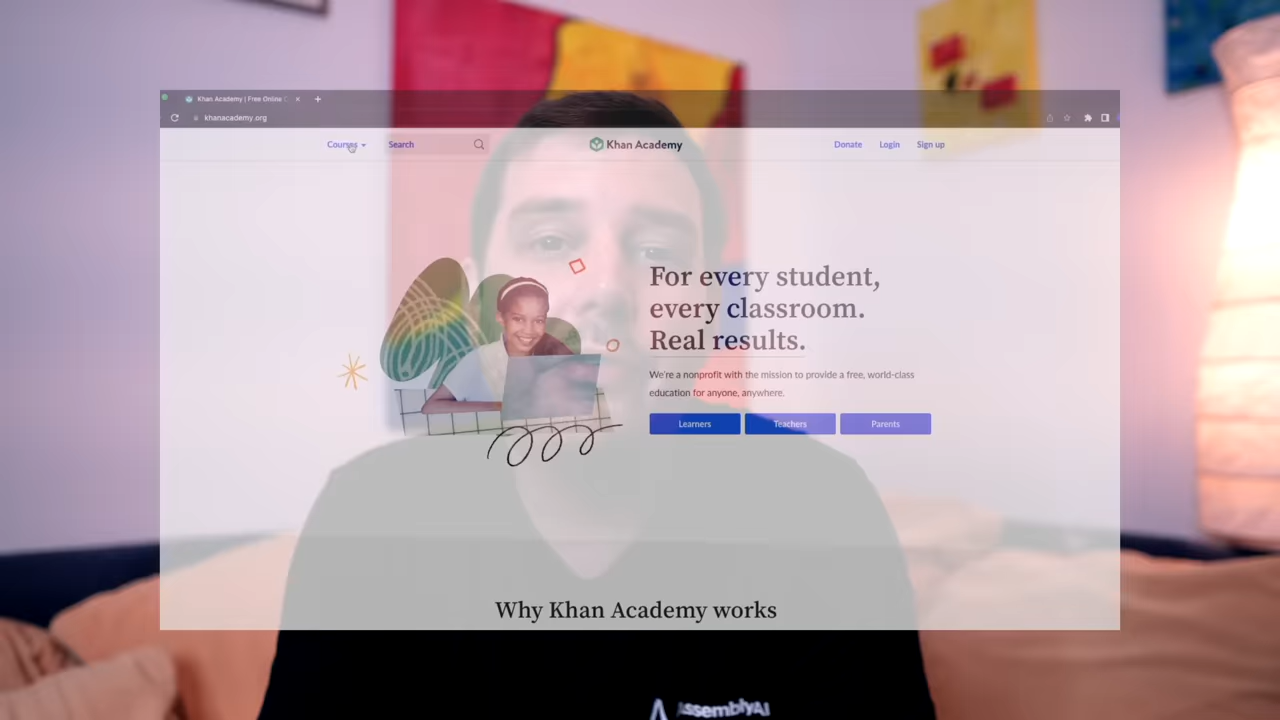 Khan Academy | Free Online
khanacademy.org
Courses
Search
Khan Academy
Donate
Login
Sign up
For every student,
every classroom.
Real results.
We're a nonprofit with the mission to provide a free, world-class
education for anyone, anywhere.
Learners
Teachers
Parents
Why Khan Academy works
AssemblyAI